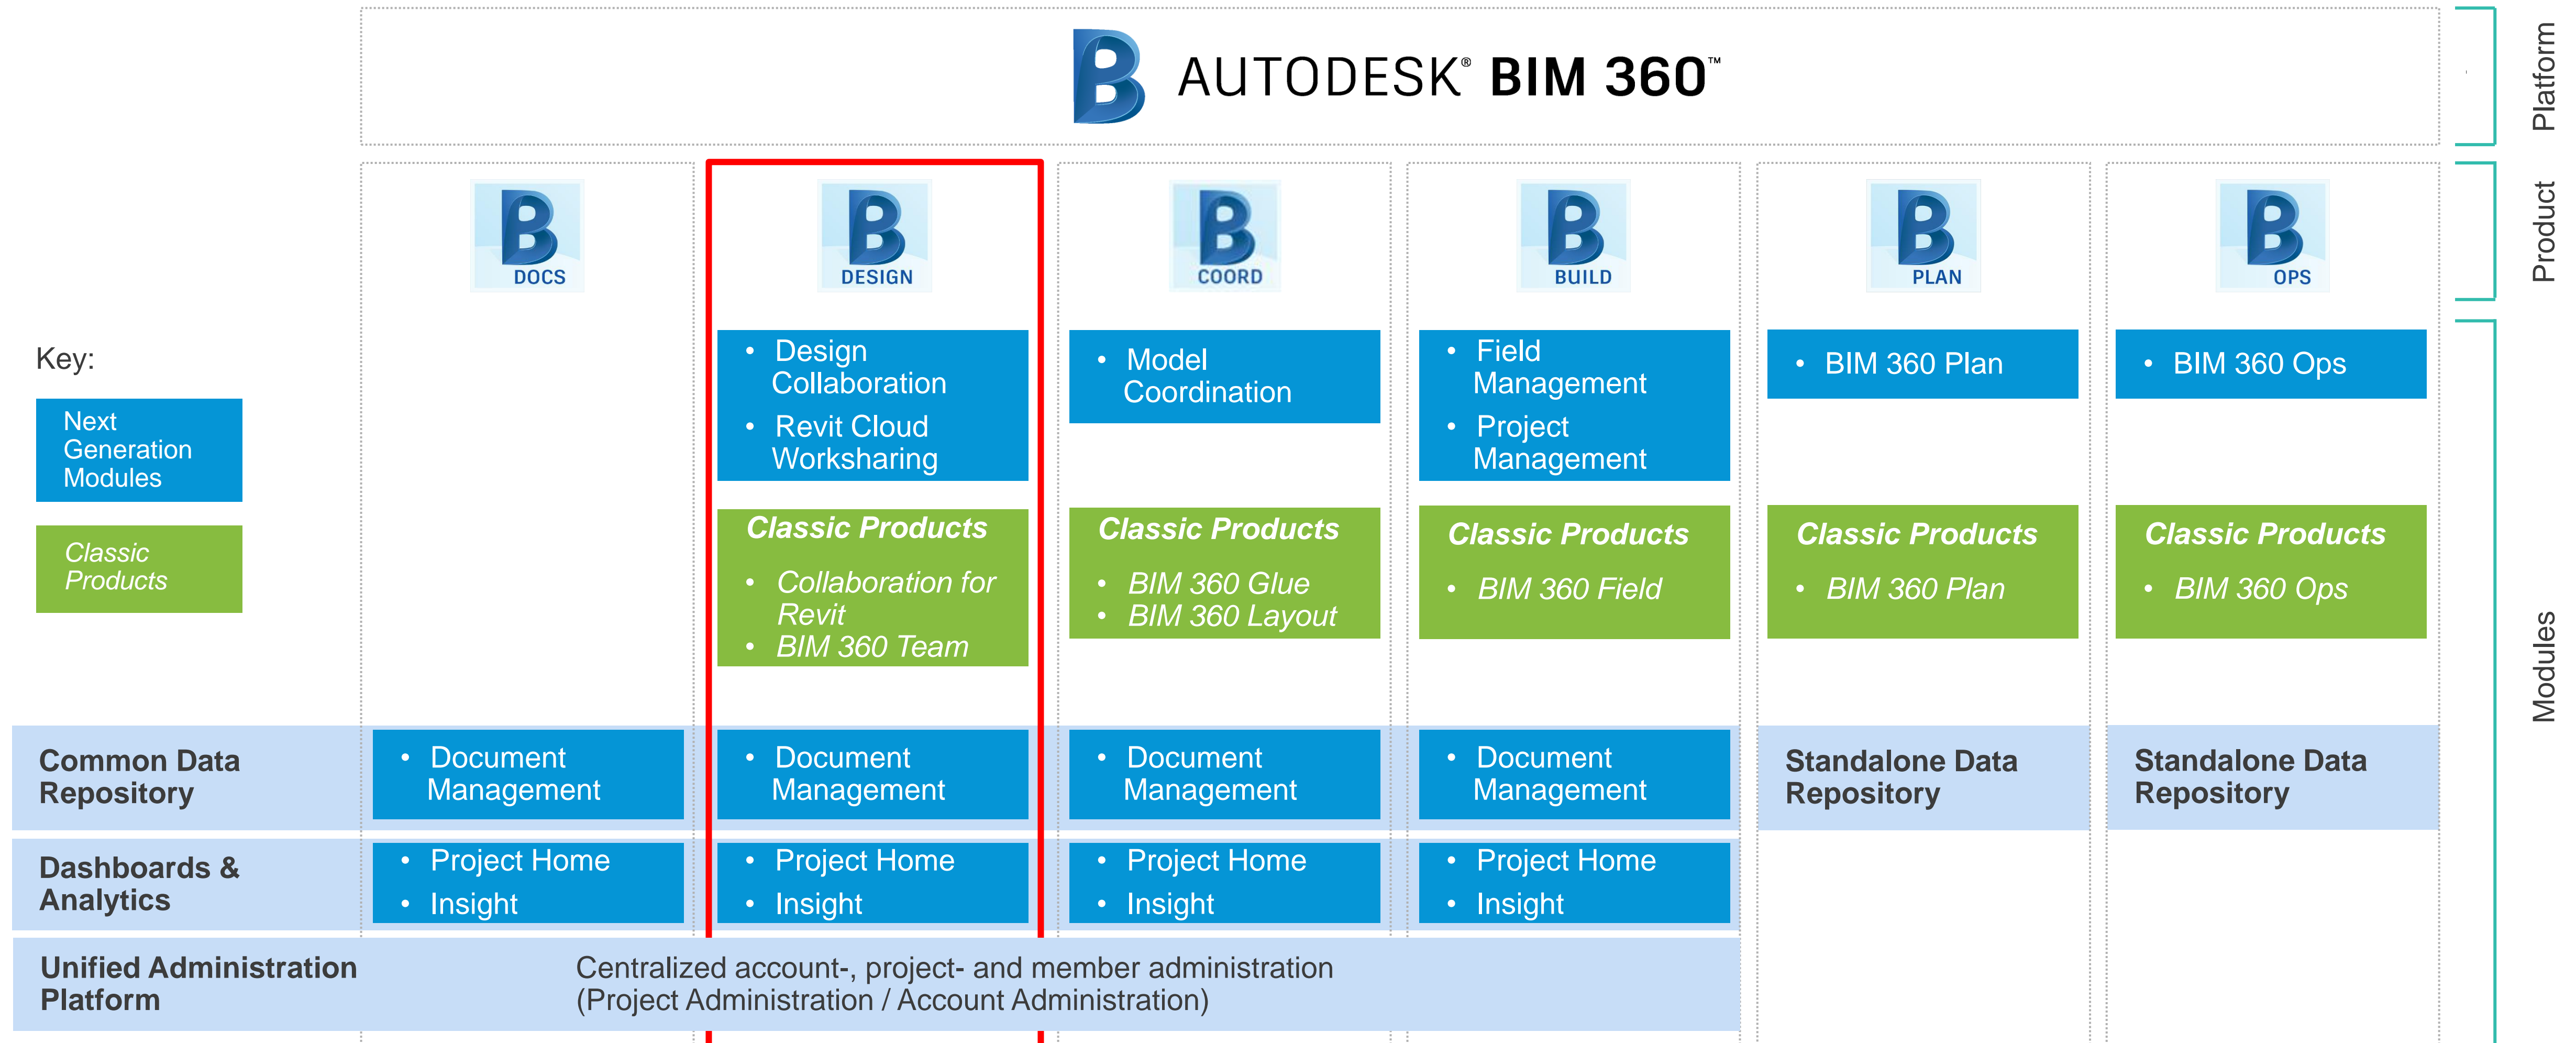 AUTODESK® BIM 360™
Platform
DOCS
DESIGN
COORD
BUILD
PLAN
OPS
Product
Key:
Next
Generation
Modules
Classic
Products
• Design
Collaboration
• Revit Cloud
Worksharing
• Model
Coordination
• Field
Management
• Project
Management
• BIM 360 Plan
• BIM 360 Ops
Classic Products
• Collaboration for
Revit
• BIM 360 Team
Classic Products
• BIM 360 Glue
• BIM 360 Layout
Classic Products
• BIM 360 Field
Classic Products
• BIM 360 Plan
Classic Products
• BIM 360 Ops
Modules
Common Data
Repository
• Document
Management
• Document
Management
• Document
Management
• Document
Management
Standalone Data
Repository
Standalone Data
Repository
Dashboards &
Analytics
• Project Home
• Insight
• Project Home
• Insight
• Project Home
• Insight
• Project Home
• Insight
Unified Administration
Platform
Centralized account-, project- and member administration
(Project Administration / Account Administration)